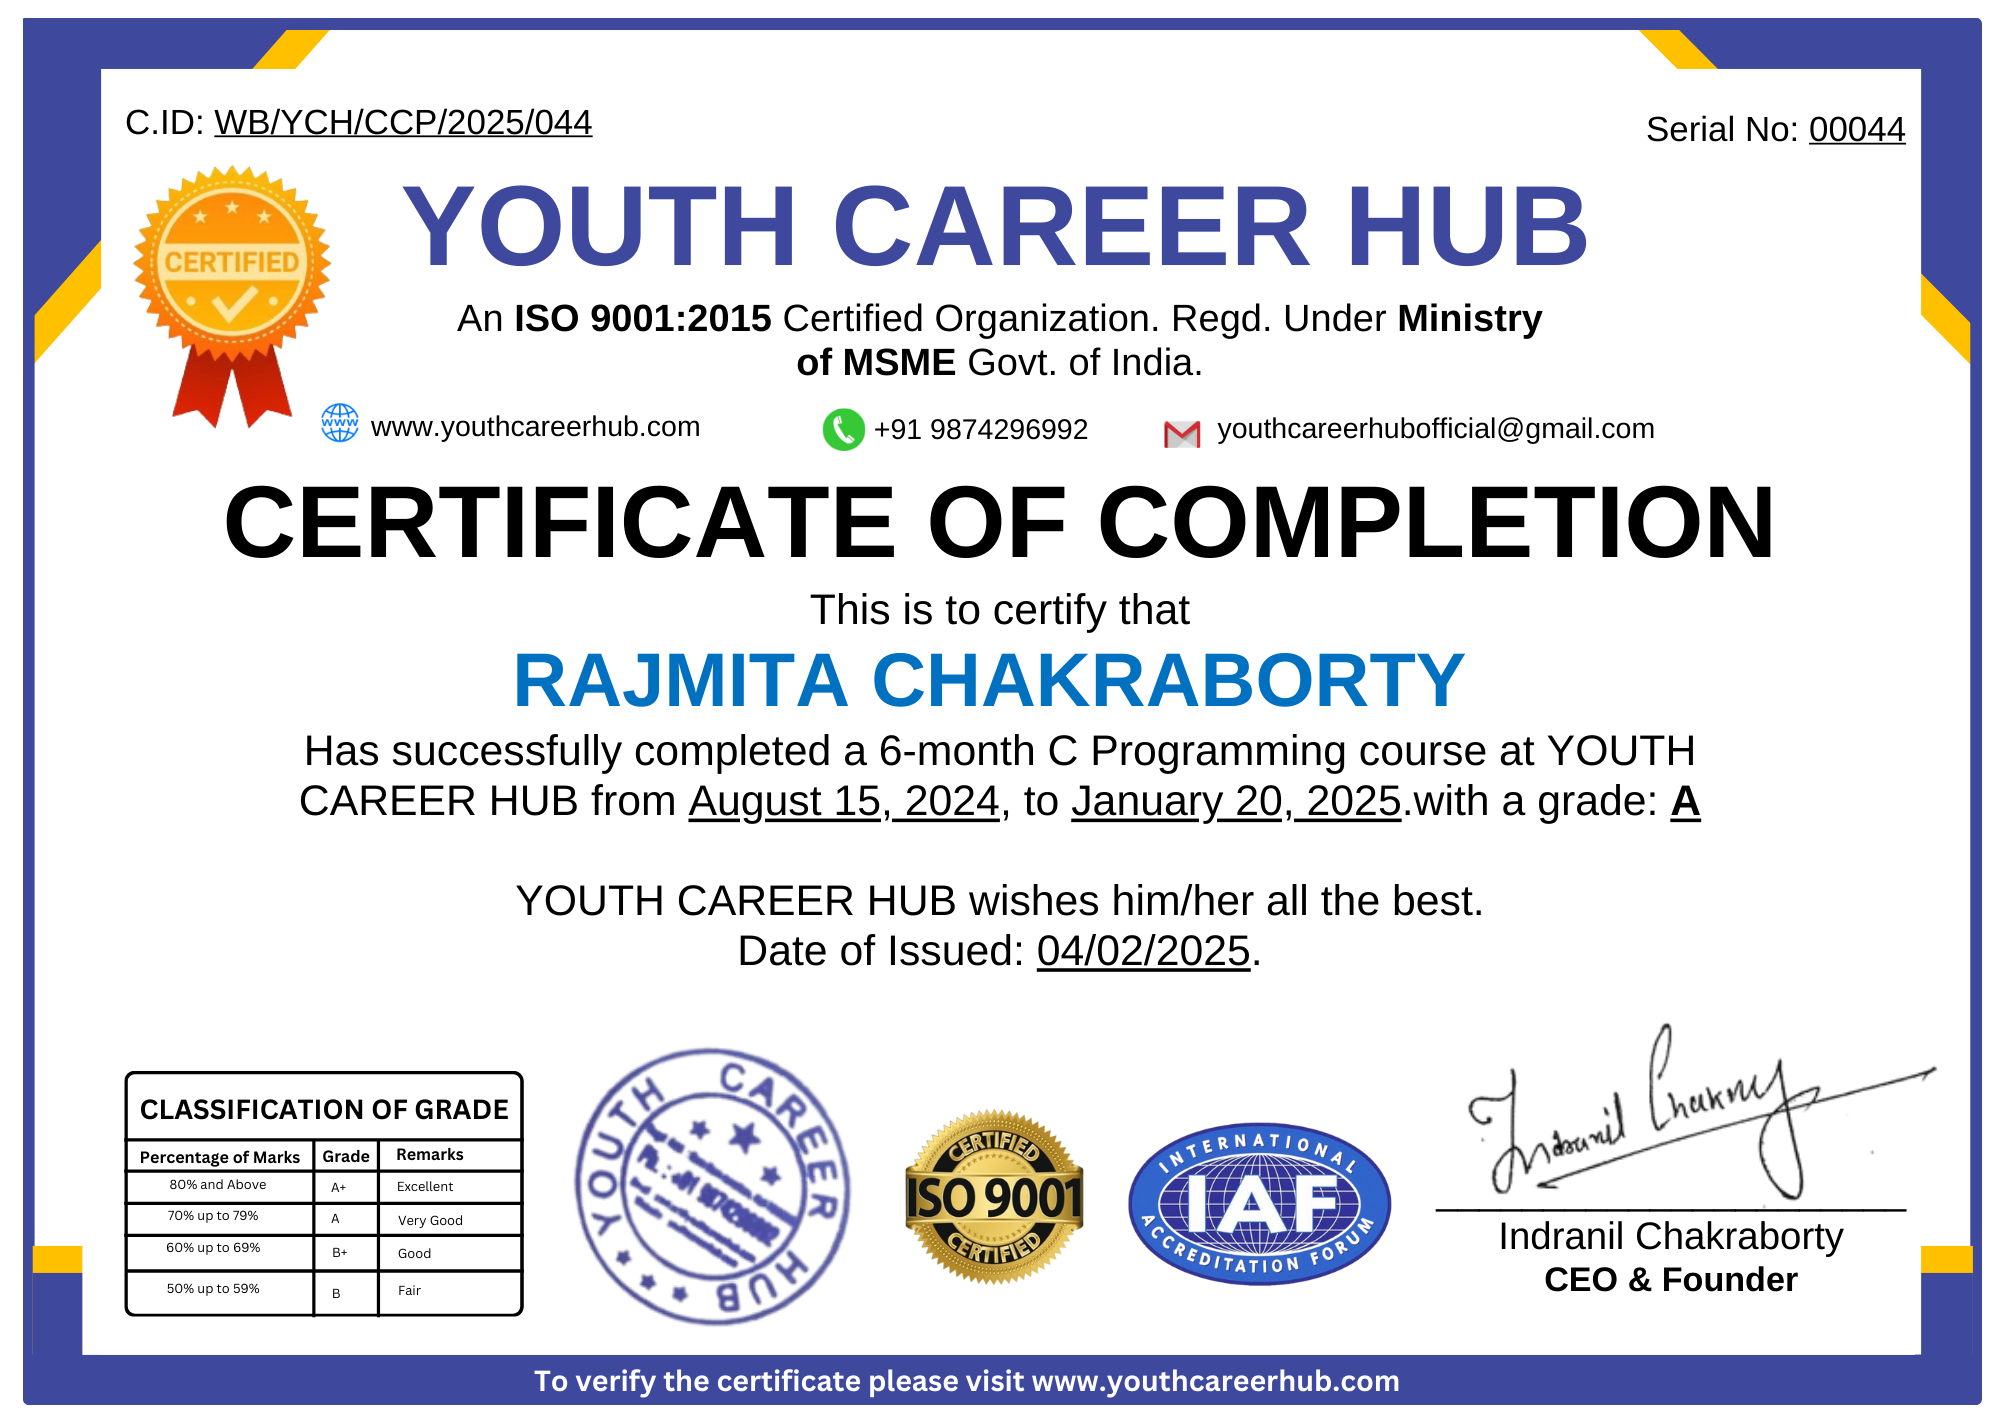 C.ID: WB/YCH/CCP/2025/044
Serial No: 00044
CERTIFIED
YOUTH CAREER HUB
An ISO 9001:2015 Certified Organization. Regd. Under Ministry
of MSME Govt. of India.
www
www.youthcareerhub.com
+91 9874296992
youthcareerhubofficial@gmail.com
CERTIFICATE OF COMPLETION
This is to certify that
RAJMITA CHAKRABORTY
Has successfully completed a 6-month C Programming course at YOUTH
CAREER HUB from August 15, 2024, to January 20, 2025.with a grade: A
YOUTH CAREER HUB wishes him/her all the best.
Date of Issued: 04/02/2025.
CLASSIFICATION OF GRADE
Percentage of Marks Grade Remarks
80% and Above A+ Excellent
70% up to 79% A Very Good
60% up to 69% B+ Good
50% up to 59% B Fair
YOUTH CAREER HUB
CERTIFIED
ISO 9001
CERTIFIED
INTERNATIONAL
IAF
ACCREDITATION FORUM
Indranil Chakraborty
CEO & Founder
To verify the certificate please visit www.youthcareerhub.com